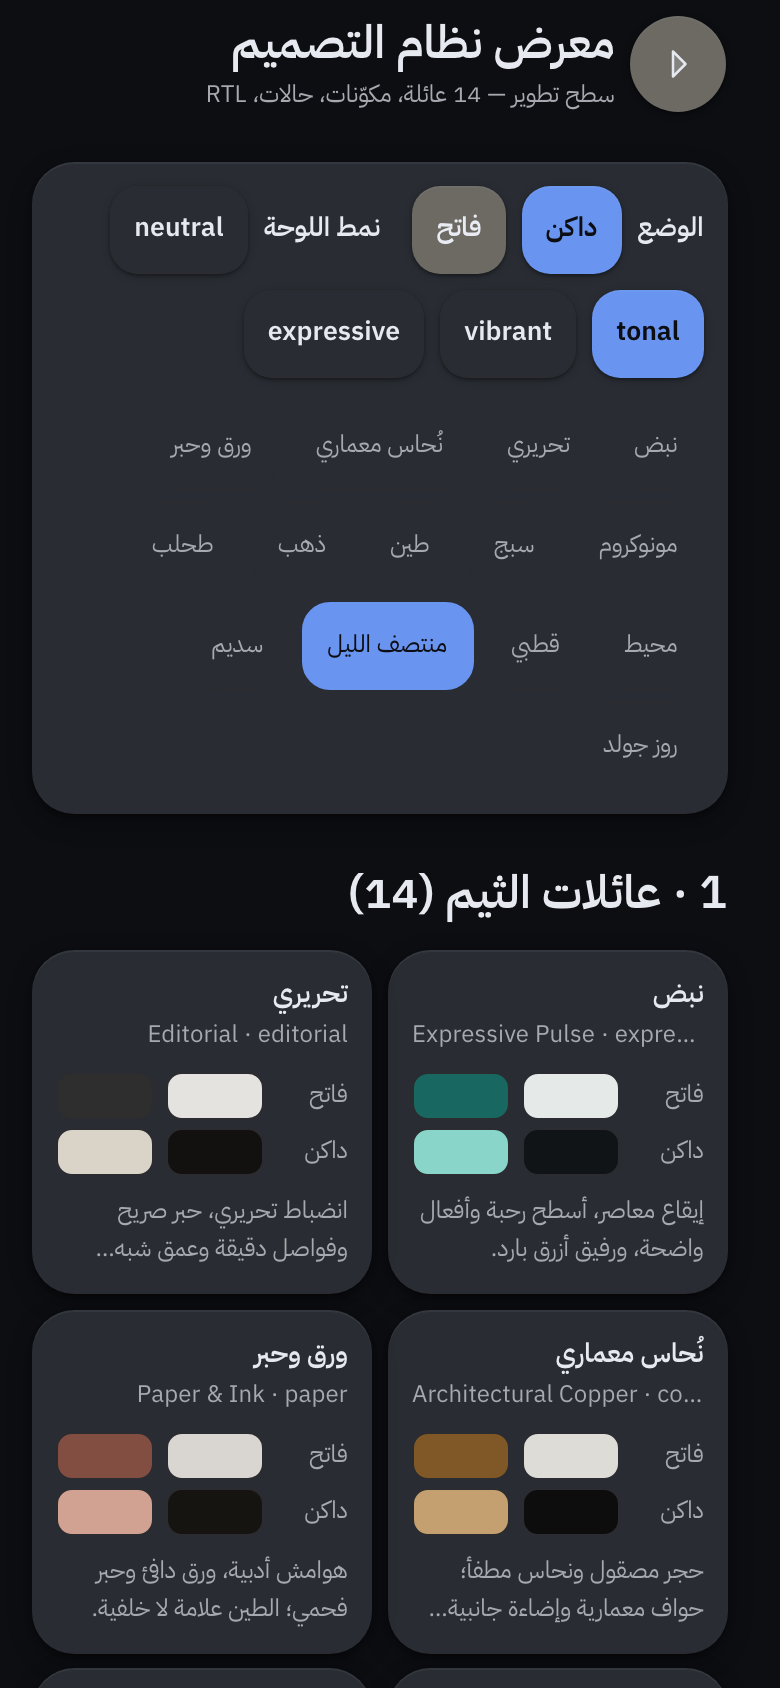 معرض نظام التصميم
سطح تطوير — 14 عائلة، مكوّنات، حالات، RTL
الوضع داكن فاتح نمط اللوحة neutral
tonal vibrant expressive
نبض تحريري نُحاس معماري ورق وحبر
مونوكروم سبج طين ذهب طحلب
محيط قطبي منتصف الليل سديم
روز جولد
1 · عائلات الثيم (14)
نبض
Expressive Pulse · expre...
فاتح
داكن
إيقاع معاصر، أسطح رحبة وأفعال
واضحة، ورفيق أزرق بارد.
تحريري
Editorial · editorial
فاتح
داكن
انضباط تحريري، حبر صريح
وفواصل دقيقة وعمق شبه...
نُحاس معماري
Architectural Copper · co...
فاتح
داكن
حجر مصقول ونحاس مطفأ؛
حواف معمارية وإضاءة جانبية...
ورق وحبر
Paper & Ink · paper
فاتح
داكن
هوامش أدبية، ورق دافئ وحبر
فحمي؛ الطين علامة لا خلفية.